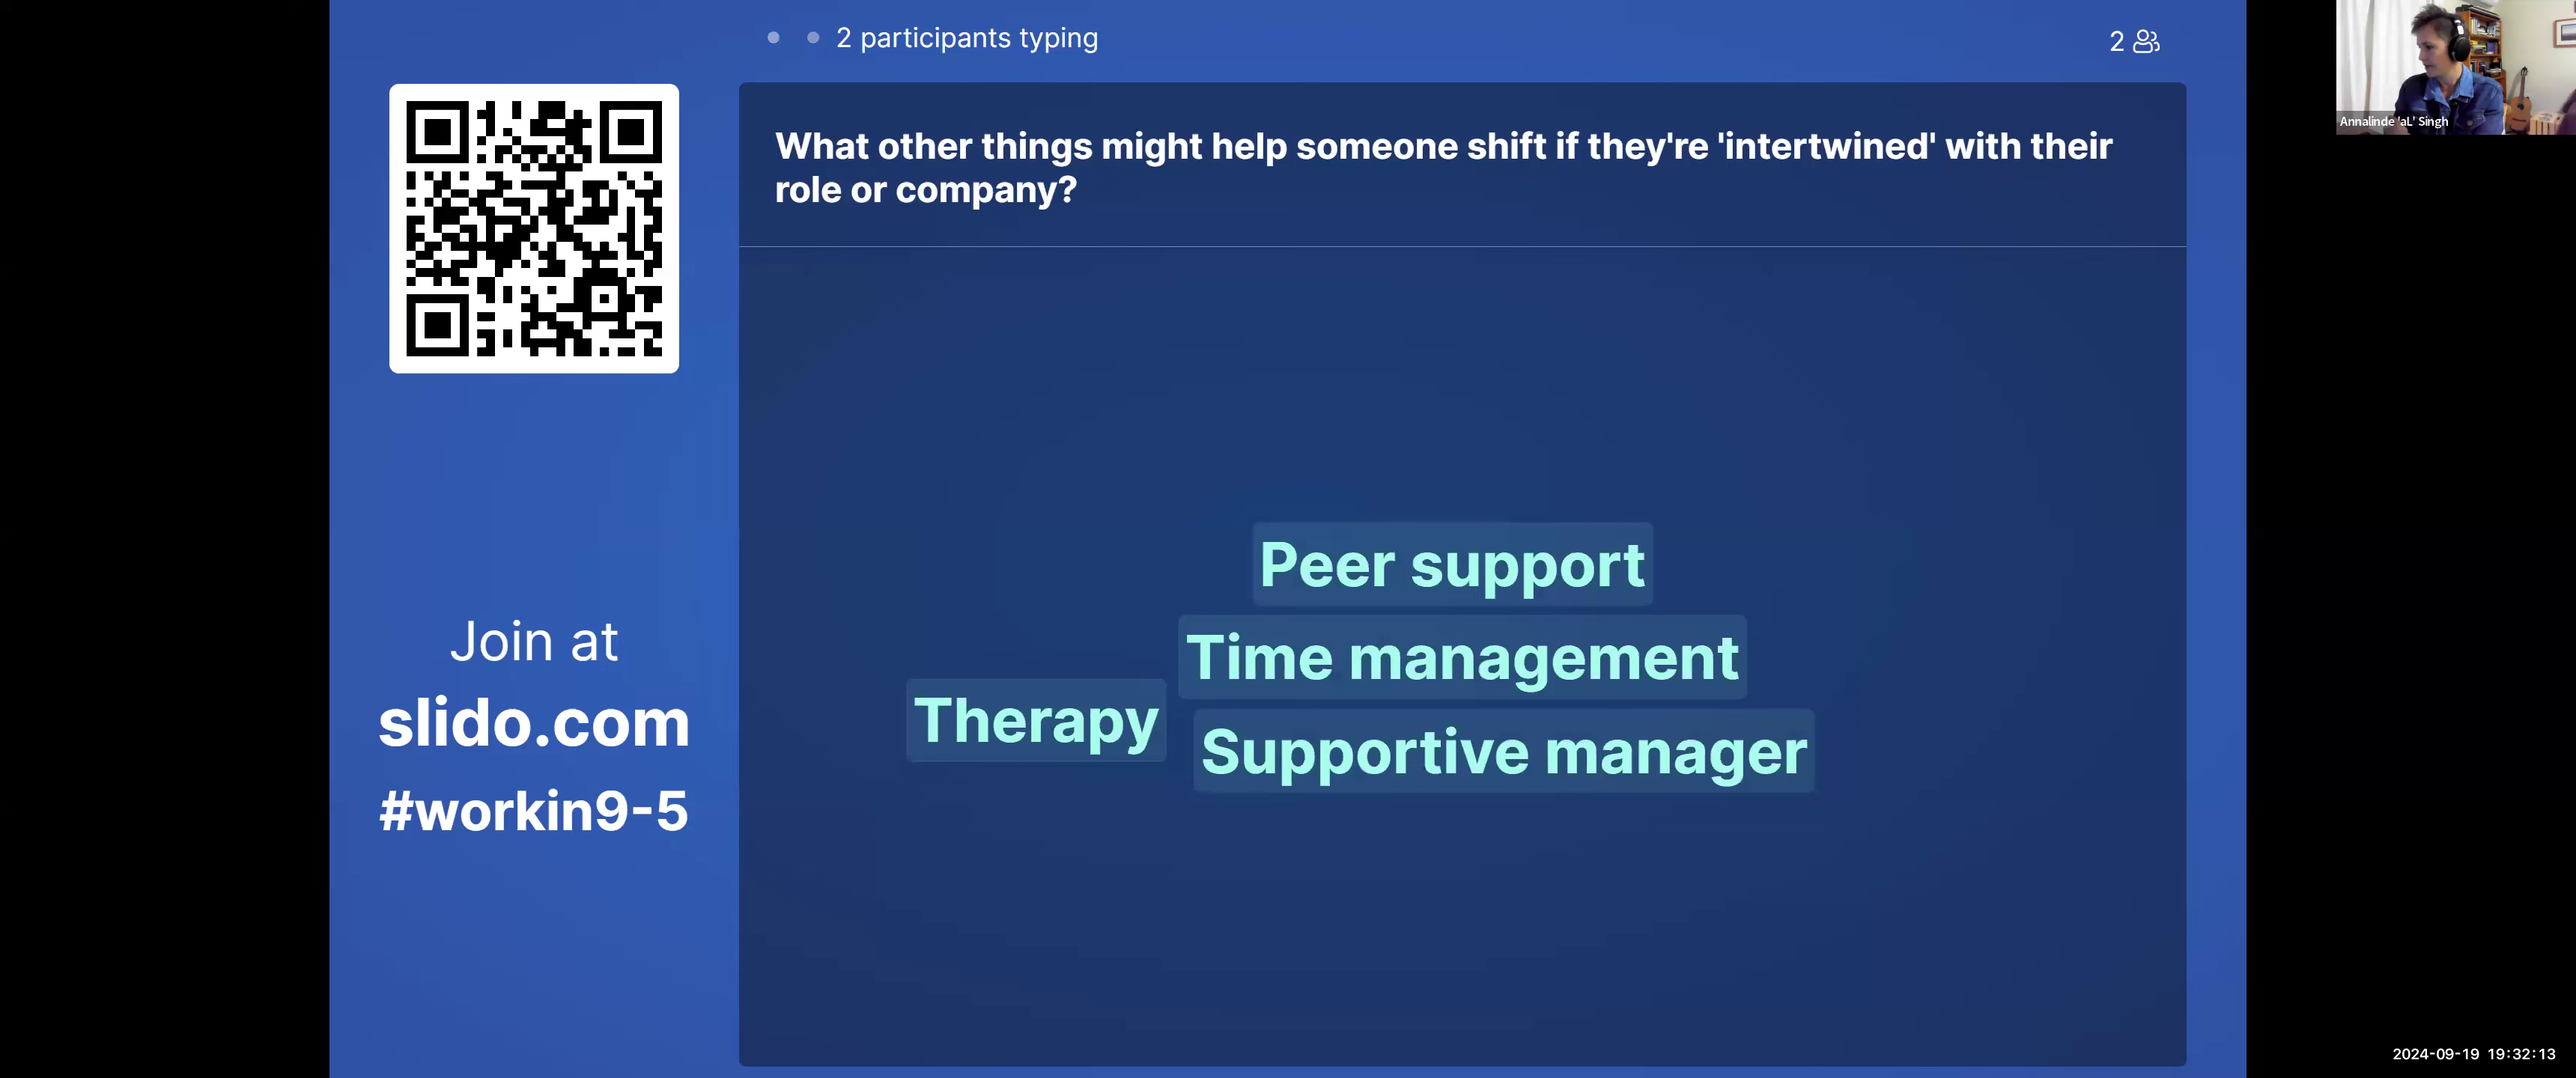 2 participants typing
2
What other things might help someone shift if they're 'intertwined' with their
role or company?
Peer support
Time management
Therapy
Supportive manager
Join at
slido.com
#workin9-5
Annalinde 'aL' Singh
2024-09-19 19:32:13